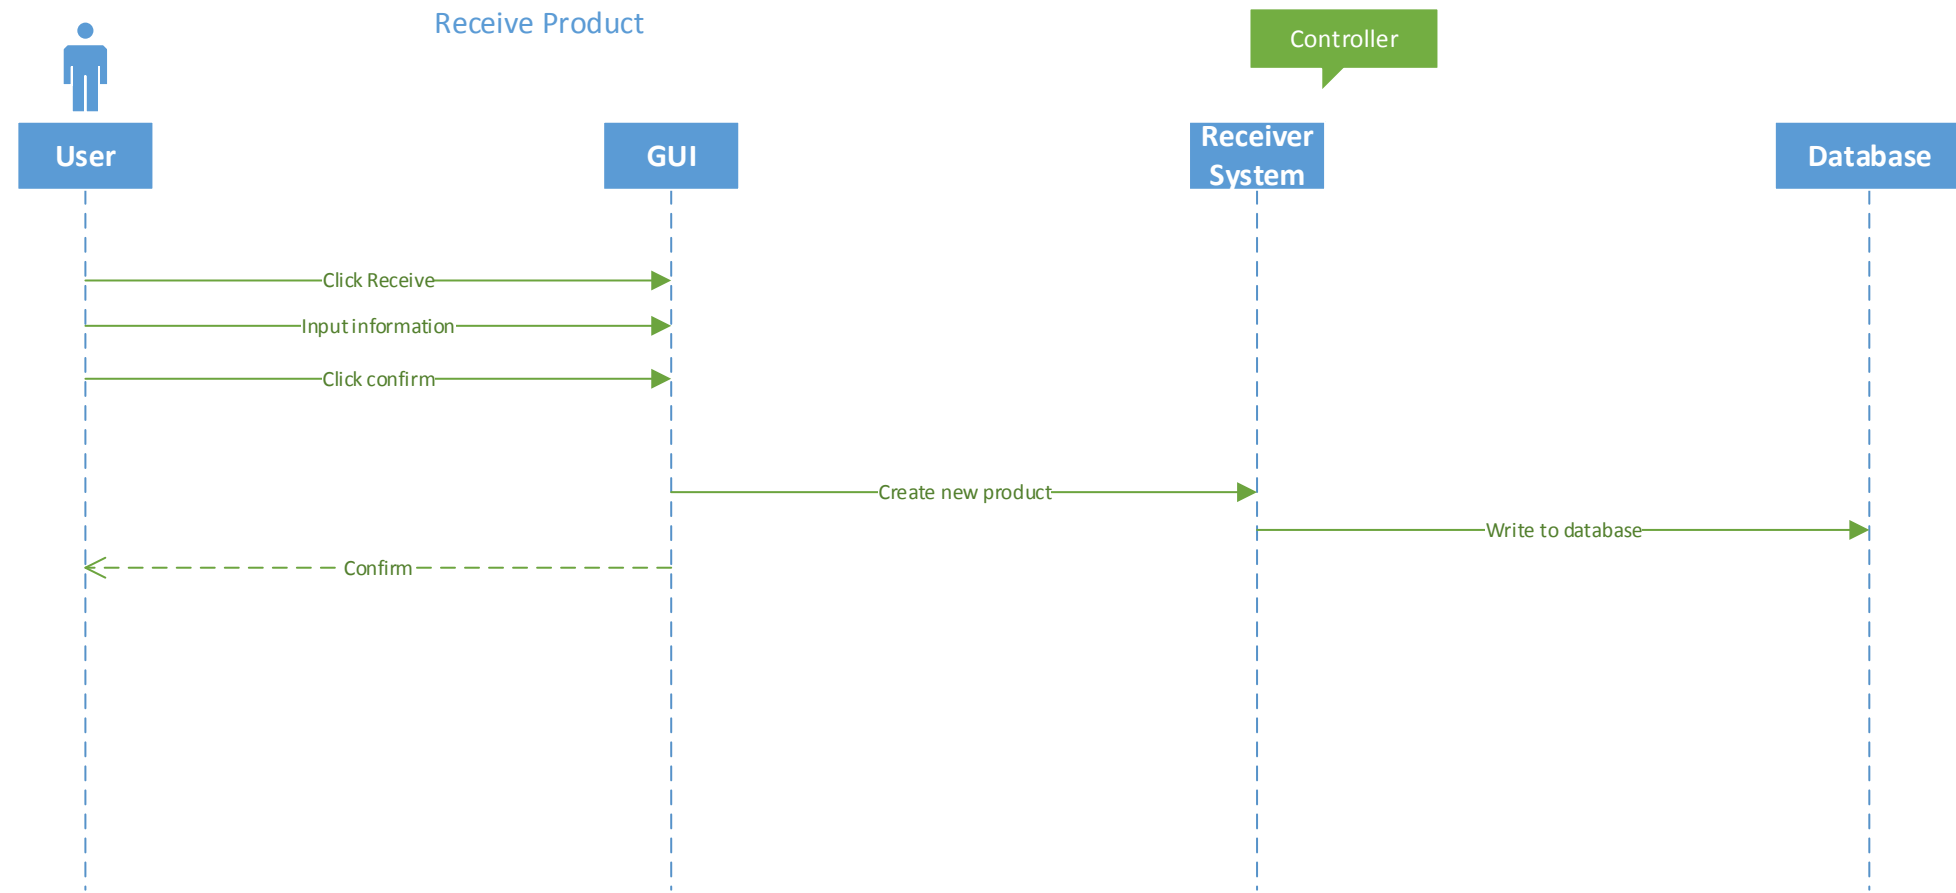 Receive Product
Controller
User
GUI
Receiver
System
Database
Click Receive
Input information
Click confirm
Create new product
Write to database
Confirm